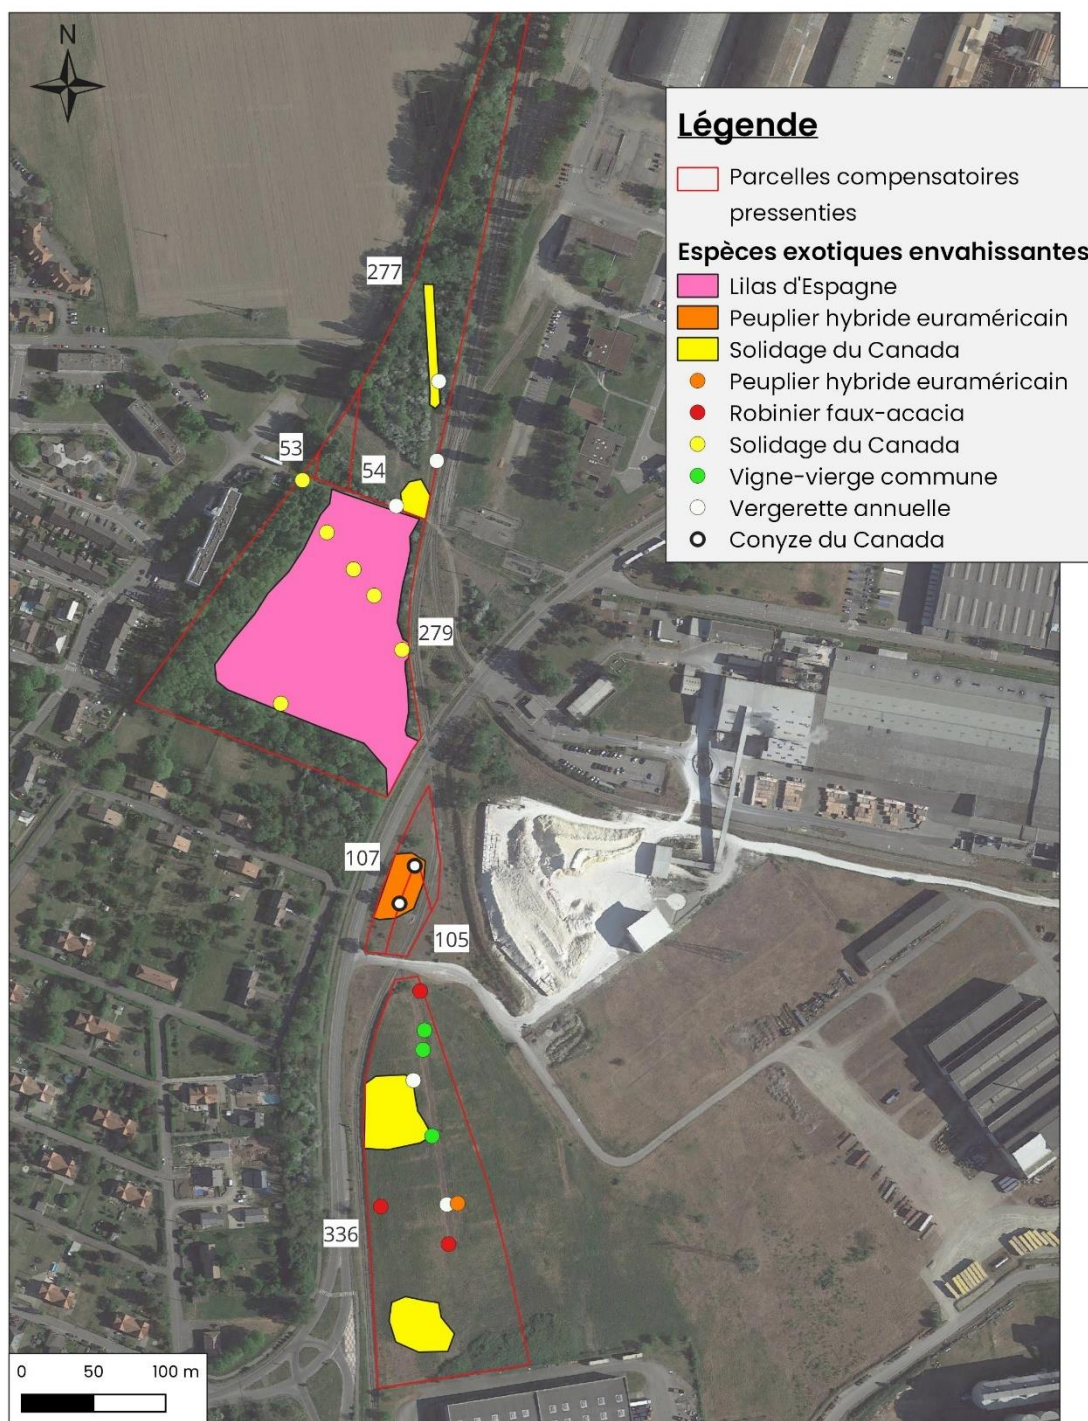 N
Légende
Parcelles compensatoires
pressenties
Espèces exotiques envahissantes
Lilas d'Espagne
Peuplier hybride euraméricain
Solidage du Canada
Peuplier hybride euraméricain
Robinier faux-acacia
Solidage du Canada
Vigne-vierge commune
Vergerette annuelle
Conyze du Canada
277
53
54
279
107
105
336
0 50 100 m